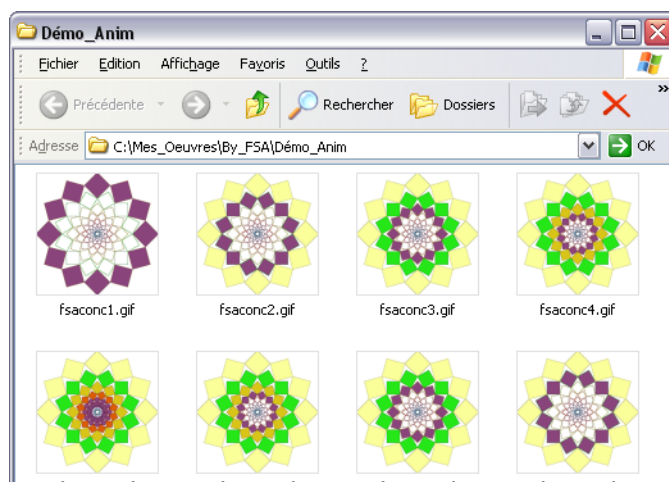 Démo_Anim
Fichier Edition Affichage Favoris Outils ?
Précédente Rechercher Dossiers »
Adresse C:\Mes_Oeuvres\By_FSA\Démo_Anim OK
fsaconc1.gif fsaconc2.gif fsaconc3.gif fsaconc4.gif